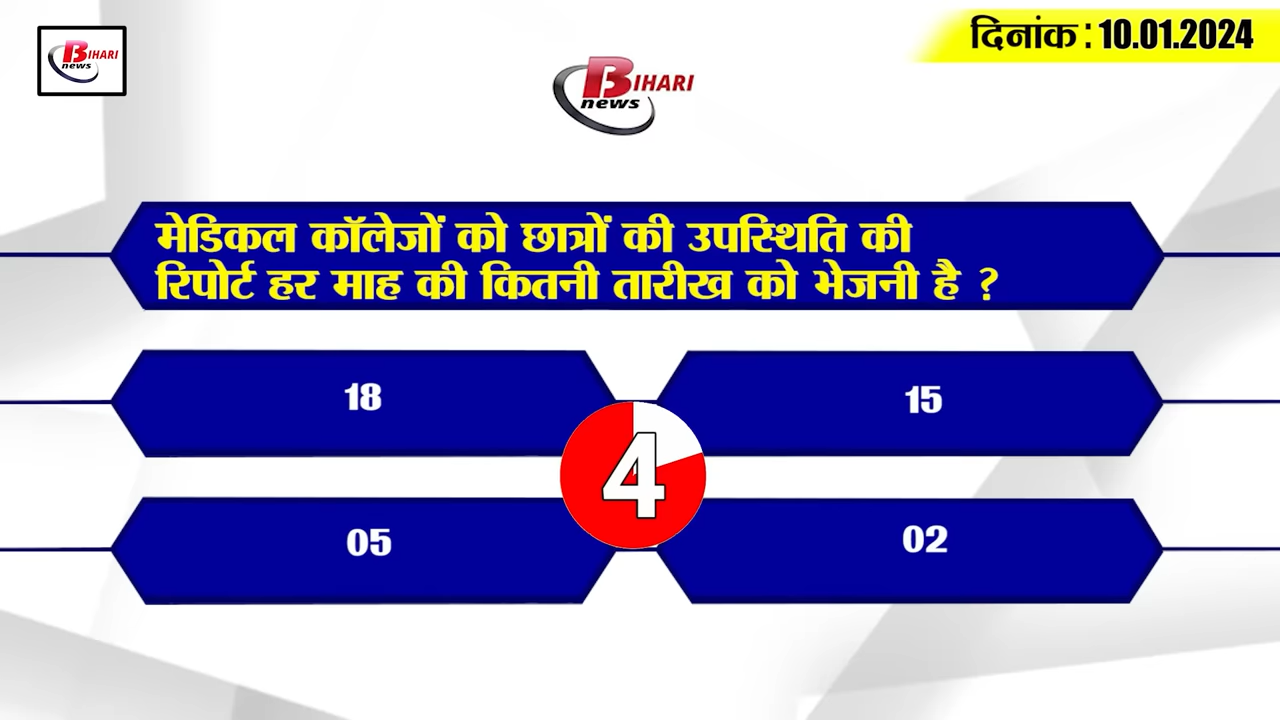 BIHARI
news
दिनांक : 10.01.2024
BIHARI
news
मेडिकल कॉलेजों को छात्रों की उपस्थिति की
रिपोर्ट हर माह की कितनी तारीख को भेजनी है ?
18
15
4
05
02